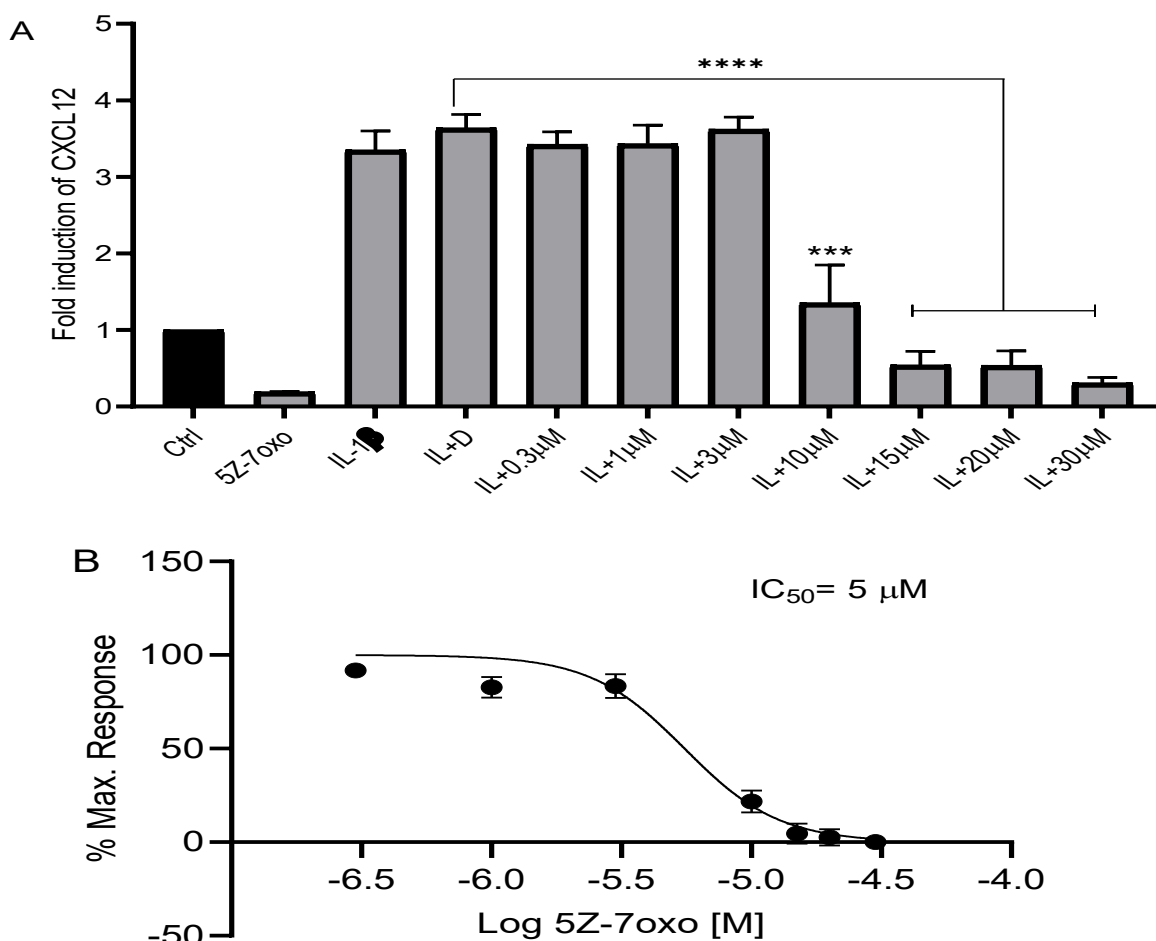 A
Fold induction of CXCL12
5
4
3
2
1
0
****
***
Ctrl
5Z-7oxo
IL-1β
IL+D
IL+0.3μM
IL+1μM
IL+3μM
IL+10μM
IL+15μM
IL+20μM
IL+30μM
B
IC50= 5 μM
% Max. Response
150
100
50
0
-50
-6.5 -6.0 -5.5 -5.0 -4.5 -4.0
Log 5Z-7oxo [M]